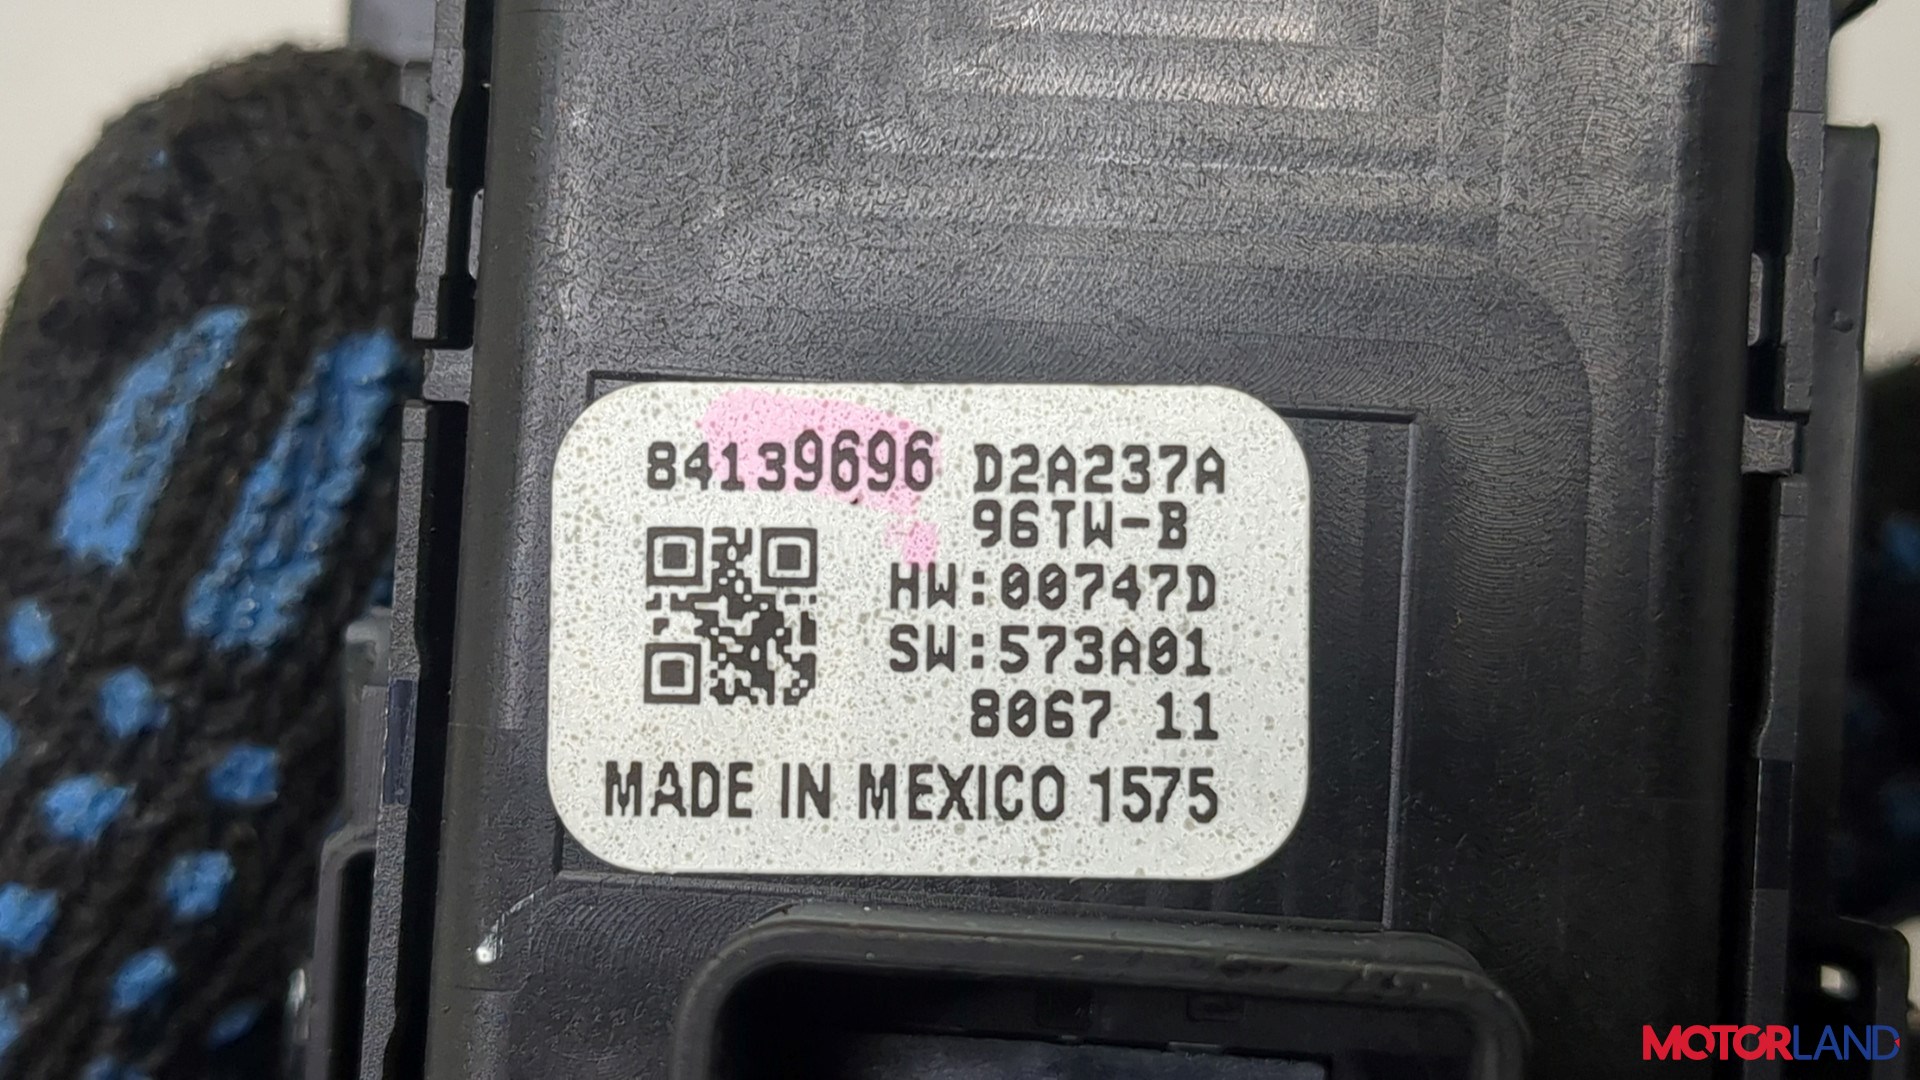 84139696 D2A237A
96TW-B
HW:00747D
SW:573A01
8067 11
MADE IN MEXICO 1575
MOTORLAND